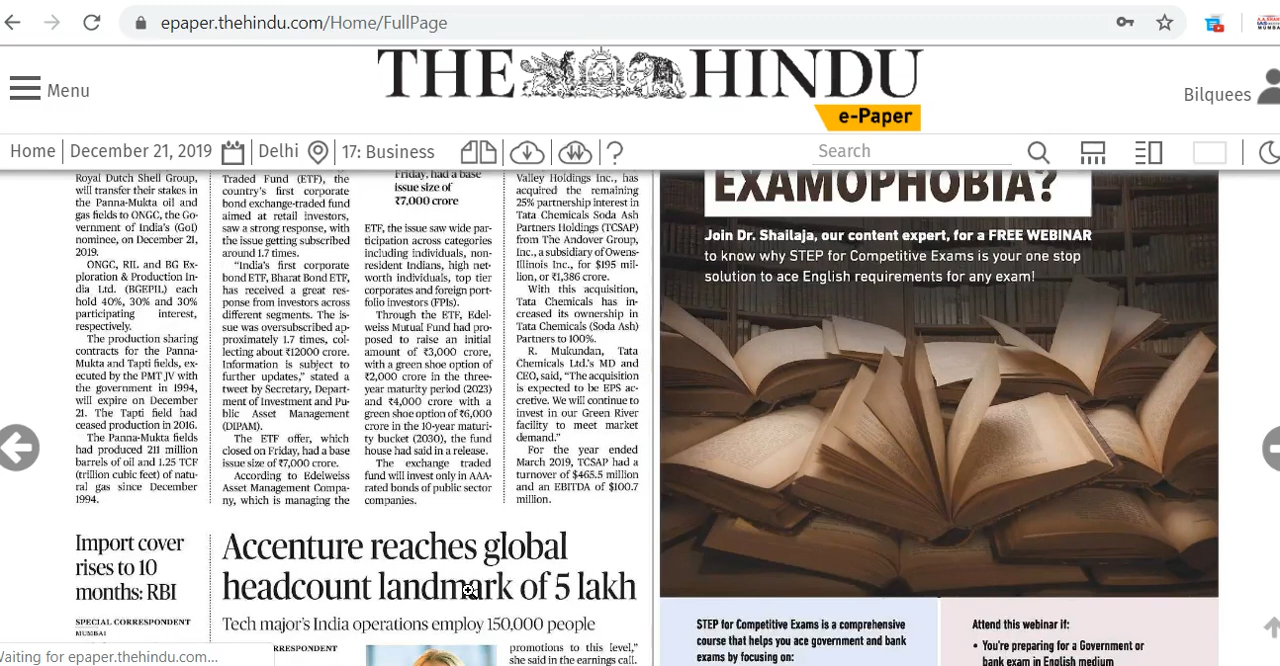 epaper.thehindu.com/Home/FullPage
Menu
THE HINDU
e-Paper
Bilquees
Home
December 21, 2019
Delhi
17: Business
?
Search
Royal Dutch Shell Group,
will transfer their stakes in
the Panna-Mukta oil and
gas fields to ONGC, the Go-
vernment of India's (GoI)
nominee, on December 21,
2019.
ONGC, RIL and BG Ex-
ploration & Production In-
dia Ltd. (BGEPIL) each
hold 40%, 30% and 30%
participating interest,
respectively.
The production sharing
contracts for the Panna-
Mukta and Tapti fields, ex-
ecuted by the PMT JV with
the government in 1994,
will expire on December
21. The Tapti field had
ceased production in 2016.
The Panna-Mukta fields
had produced 211 million
barrels of oil and 1.25 TCF
(trillion cubic feet) of natu-
ral gas since December
1994.
Traded Fund (ETF), the
country's first corporate
bond exchange-traded fund
aimed at retail investors,
saw a strong response, with
the issue getting subscribed
around 1.7 times.
"India's first corporate
bond ETF, Bharat Bond ETF,
has received a great res-
ponse from investors across
different segments. The is-
sue was oversubscribed ap-
proximately 1.7 times, col-
lecting about ₹12000 crore.
Information is subject to
further updates," stated a
tweet by Secretary, Depart-
ment of Investment and Pu-
blic Asset Management
(DIPAM).
The ETF offer, which
closed on Friday, had a base
issue size of ₹7,000 crore.
According to Edelweiss
Asset Management Compa-
ny, which is managing the
Friday, had a base
issue size of
₹7,000 crore
ETF, the issue saw wide par-
ticipation across categories
including individuals, non-
resident Indians, high net
worth individuals, top tier
corporates and foreign port-
folio investors (FPIs).
Through the ETF, Edel-
weiss Mutual Fund had pro-
posed to raise an initial
amount of ₹3,000 crore,
with a green shoe option of
₹2,000 crore in the three-
year maturity period (2023)
and ₹4,000 crore with a
green shoe option of ₹6,000
crore in the 10-year maturi-
ty bucket (2030), the fund
house had said in a release.
The exchange traded
fund will invest only in AAA-
rated bonds of public sector
companies.
Valley Holdings Inc., has
acquired the remaining
25% partnership interest in
Tata Chemicals Soda Ash
Partners Holdings (TCSAP)
from The Andover Group,
Inc., a subsidiary of Owens-
Illinois Inc., for $195 mil-
lion, or ₹1,386 crore.
With this acquisition,
Tata Chemicals has in-
creased its ownership in
Tata Chemicals (Soda Ash)
Partners to 100%.
R. Mukundan, Tata
Chemicals Ltd.'s MD and
CEO, said, "The acquisition
is expected to be EPS ac-
cretive. We will continue to
invest in our Green River
facility to meet market
demand."
For the year ended
March 2019, TCSAP had a
turnover of $465.5 million
and an EBITDA of $100.7
million.
Import cover
rises to 10
months: RBI
SPECIAL CORRESPONDENT
MUMBAI
Accenture reaches global
headcount landmark of 5 lakh
Tech major's India operations employ 150,000 people
RRESPONDENT
promotions to this level,"
she said in the earnings call.
EXAMOPHOBIA?
Join Dr. Shailaja, our content expert, for a FREE WEBINAR
to know why STEP for Competitive Exams is your one stop
solution to ace English requirements for any exam!
STEP for Competitive Exams is a comprehensive
course that helps you ace government and bank
exams by focusing on:
Attend this webinar if:
• You're preparing for a Government or
bank exam in English medium
Waiting for epaper.thehindu.com...